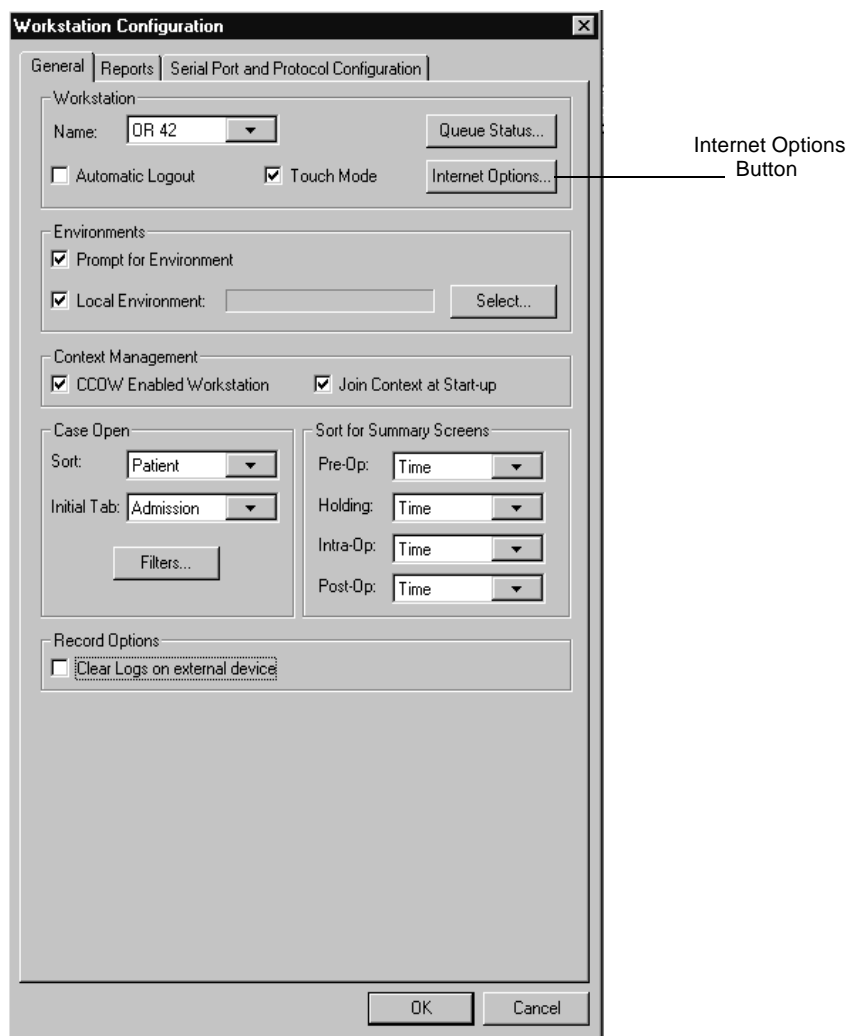 Workstation Configuration
General Reports Serial Port and Protocol Configuration
Workstation
Name: OR 42 Queue Status...
Automatic Logout Touch Mode Internet Options...
Internet Options
Button
Environments
Prompt for Environment
Local Environment: Select...
Context Management
CCOW Enabled Workstation Join Context at Start-up
Case Open
Sort: Patient
Initial Tab: Admission
Filters...
Sort for Summary Screens
Pre-Op: Time
Holding: Time
Intra-Op: Time
Post-Op: Time
Record Options
Clear Logs on external device
OK Cancel